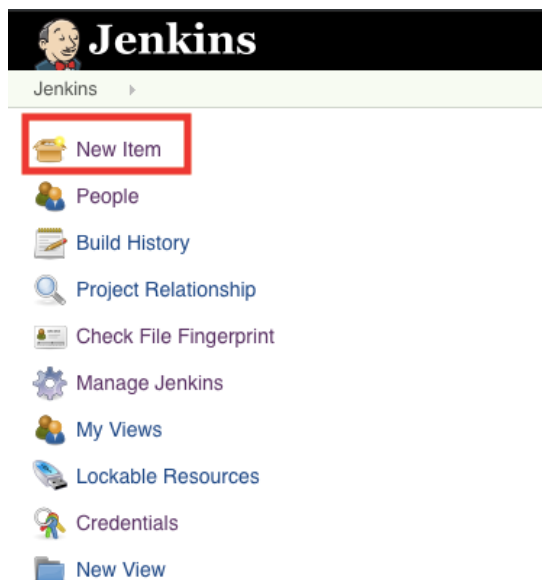 Jenkins
Jenkins
New Item
People
Build History
Project Relationship
Check File Fingerprint
Manage Jenkins
My Views
Lockable Resources
Credentials
New View